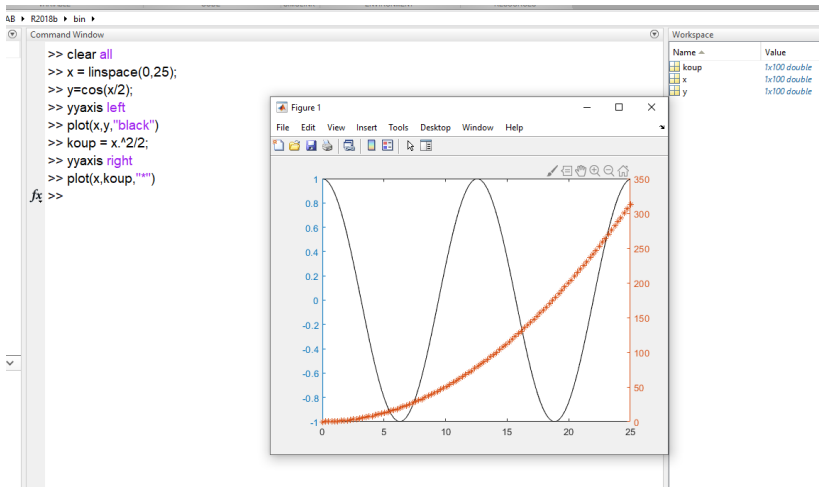 AB ▸ R2018b ▸ bin ▸
Command Window
>> clear all
>> x = linspace(0,25);
>> y=cos(x/2);
>> yyaxis left
>> plot(x,y,"black")
>> koup = x.^2/2;
>> yyaxis right
>> plot(x,koup,"*")
fx >>
Figure 1
File Edit View Insert Tools Desktop Window Help
1
0.8
0.6
0.4
0.2
0
-0.2
-0.4
-0.6
-0.8
-1
350
300
250
200
150
100
50
0
0 5 10 15 20 25
Workspace
Name Value
koup 1x100 double
x 1x100 double
y 1x100 double